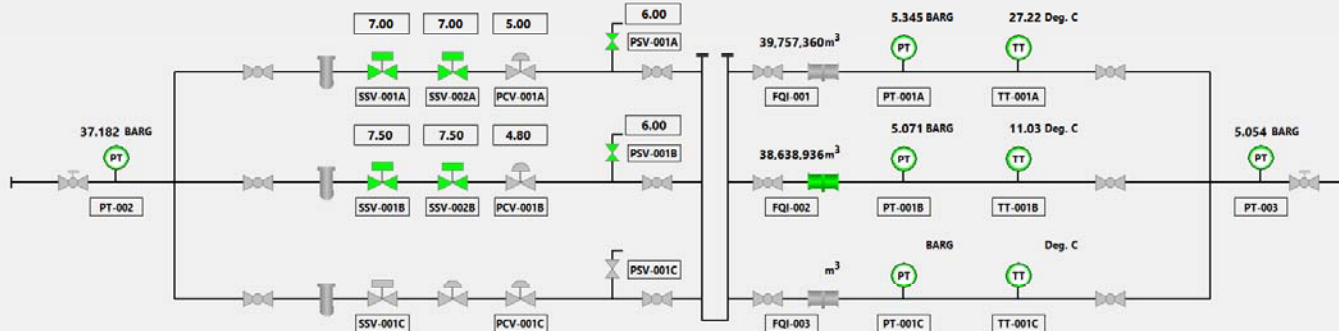 7.00 7.00 5.00 6.00 5.345 BARG 27.22 Deg. C
PSV-001A 39,757,360m³ PT TT
SSV-001A SSV-002A PCV-001A FQI-001 PT-001A TT-001A
37.182 BARG 7.50 7.50 4.80 6.00 5.071 BARG 11.03 Deg. C 5.054 BARG
PT PSV-001B 38,638,936m³ PT TT PT
PT-002 SSV-001B SSV-002B PCV-001B FQI-002 PT-001B TT-001B PT-003
BARG Deg. C
PSV-001C m³ PT TT
SSV-001C PCV-001C FQI-003 PT-001C TT-001C